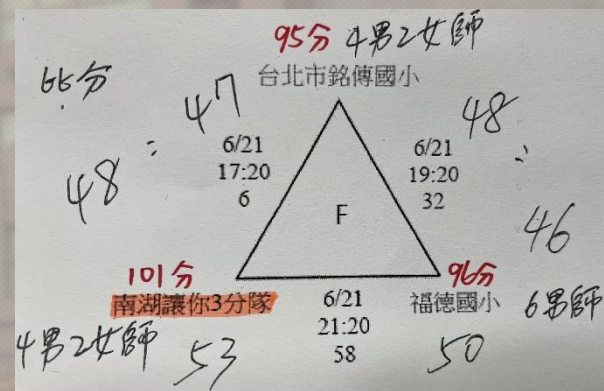 95分 4男2女師
66分
台北市銘傳國小
47
48
:
48
:
46
6/21
17:20
6
6/21
19:20
32
F
101分
96分
南湖讓你3分隊
6/21
21:20
58
福德國小
6男師
4男2女師
53
50